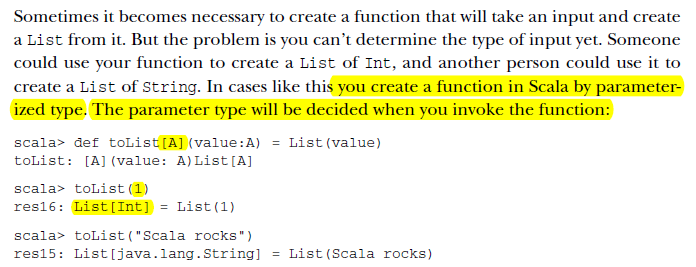 Sometimes it becomes necessary to create a function that will take an input and create
a List from it. But the problem is you can't determine the type of input yet. Someone
could use your function to create a List of Int, and another person could use it to
create a List of String. In cases like this you create a function in Scala by parameter-
ized type. The parameter type will be decided when you invoke the function:
scala> def toList[A](value:A) = List(value)
toList: [A](value: A)List[A]
scala> toList(1)
res16: List[Int] = List(1)
scala> toList("Scala rocks")
res15: List[java.lang.String] = List(Scala rocks)